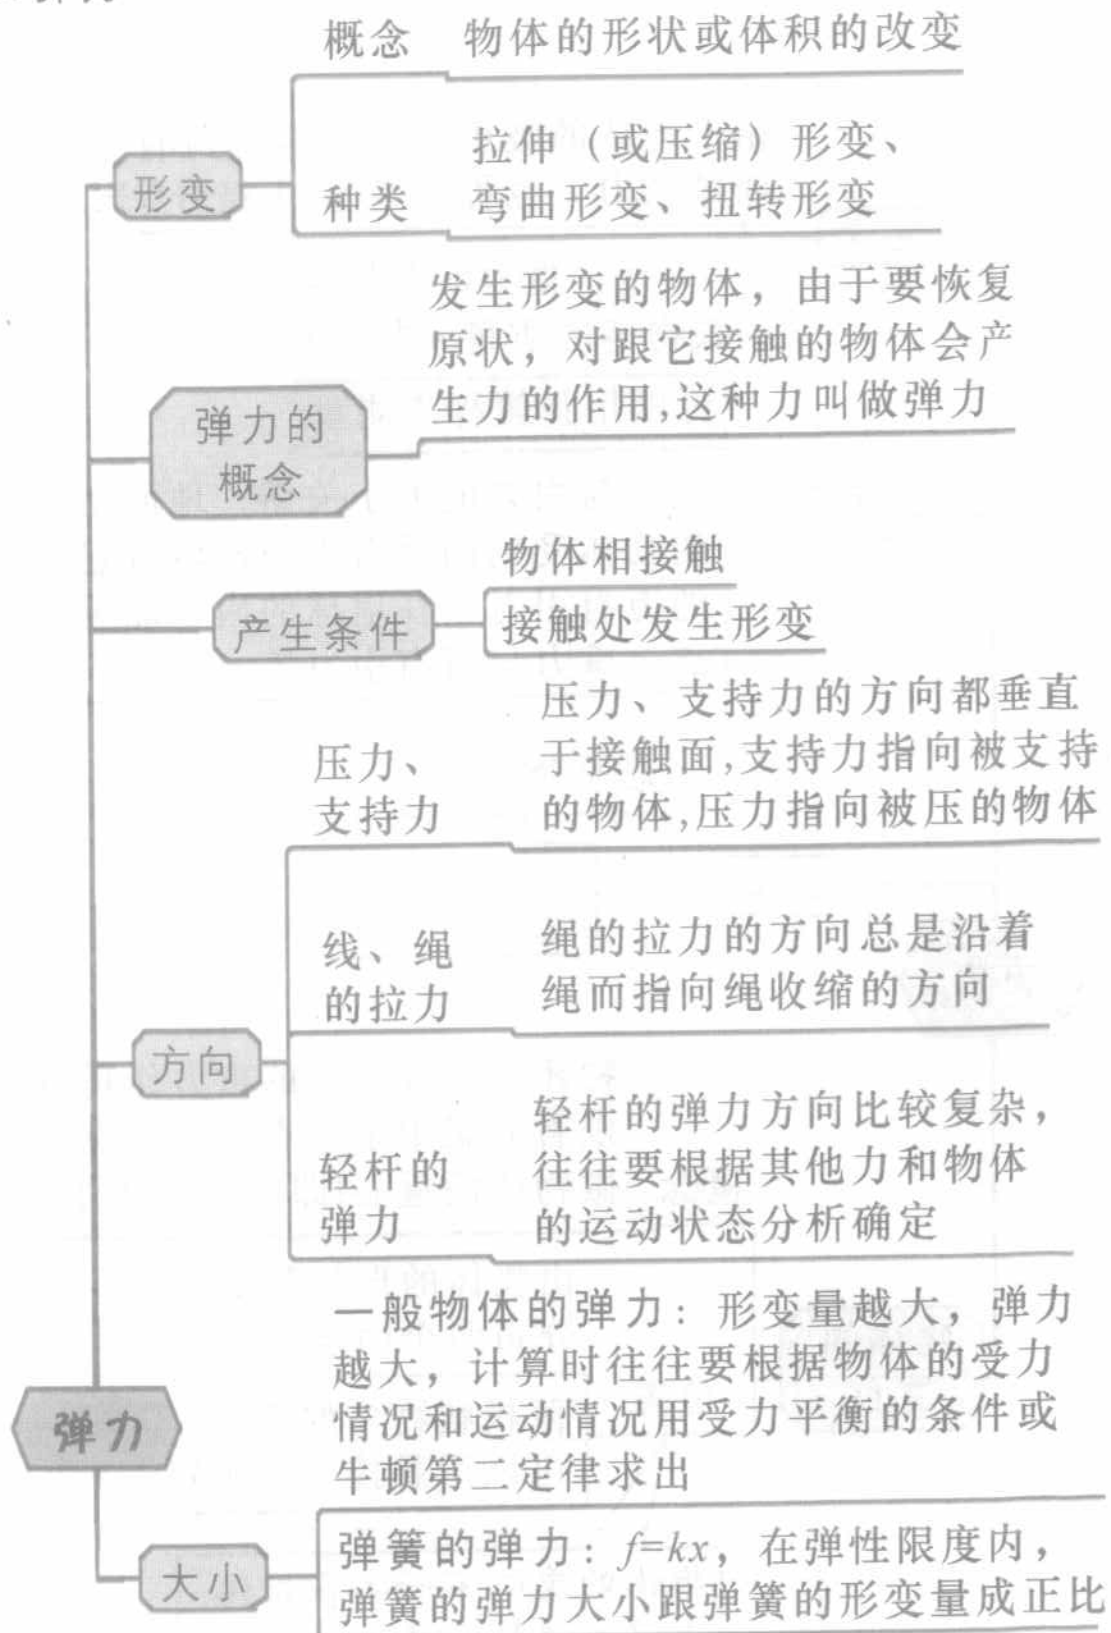 概念 物体的形状或体积的改变
形变
种类
拉伸（或压缩）形变、
弯曲形变、扭转形变
弹力的
概念
发生形变的物体，由于要恢复
原状，对跟它接触的物体会产
生力的作用,这种力叫做弹力
产生条件
物体相接触
接触处发生形变
方向
压力、
支持力
压力、支持力的方向都垂直
于接触面,支持力指向被支持
的物体,压力指向被压的物体
线、绳
的拉力
绳的拉力的方向总是沿着
绳而指向绳收缩的方向
轻杆的
弹力
轻杆的弹力方向比较复杂，
往往要根据其他力和物体
的运动状态分析确定
弹力
大小
一般物体的弹力：形变量越大，弹力
越大，计算时往往要根据物体的受力
情况和运动情况用受力平衡的条件或
牛顿第二定律求出
弹簧的弹力：f=kx，在弹性限度内，
弹簧的弹力大小跟弹簧的形变量成正比